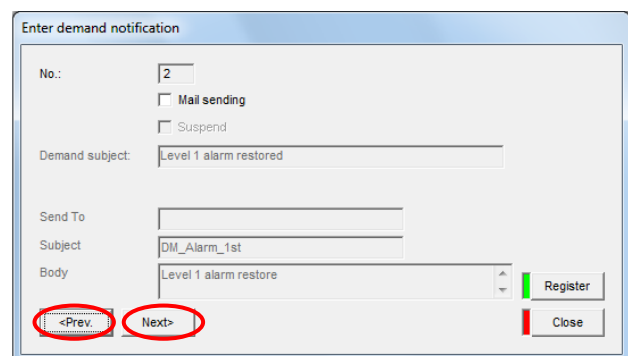 Enter demand notification
No.: 2
Mail sending
Suspend
Demand subject: Level 1 alarm restored
Send To
Subject DM_Alarm_1st
Body Level 1 alarm restore
Register
<Prev. Next> Close